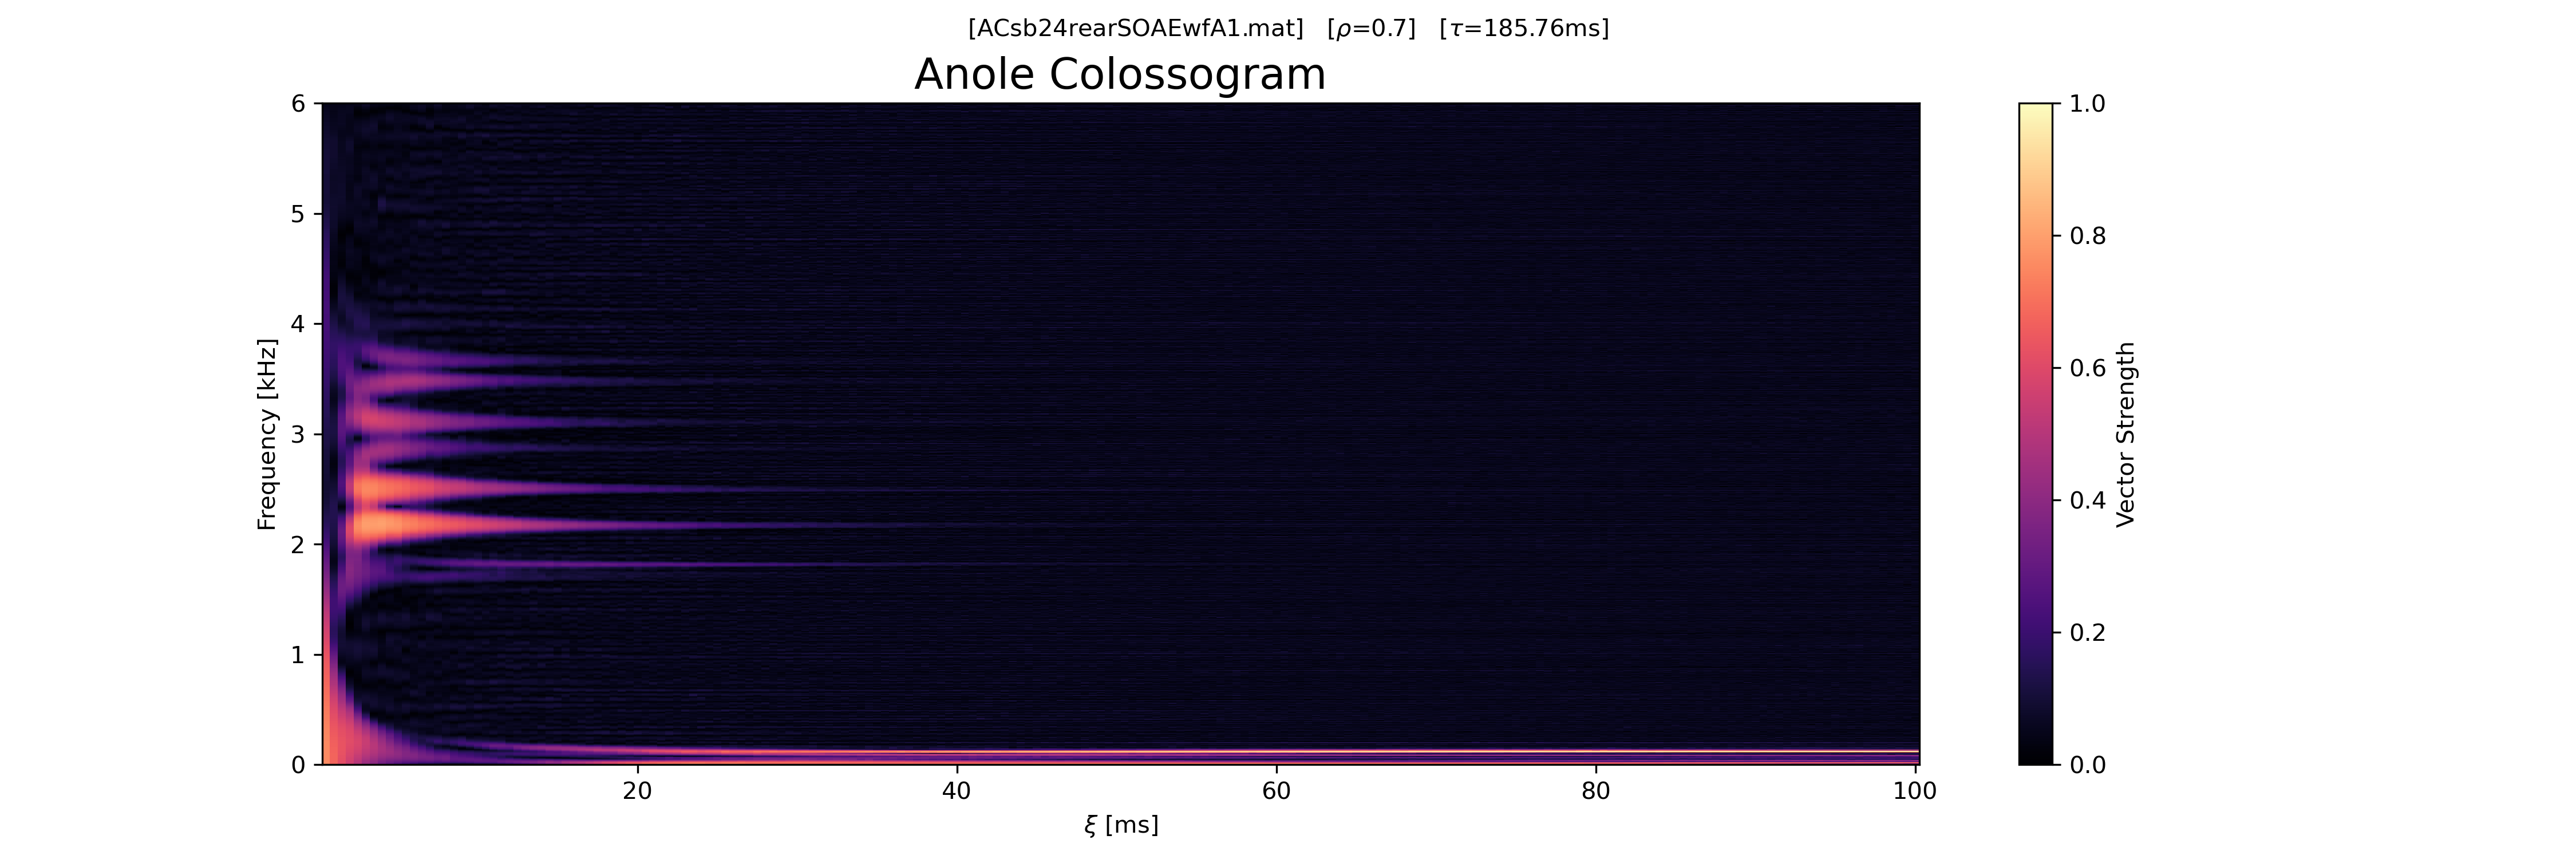 [ACsb24rearSOAEwfA1.mat] [ρ=0.7] [τ=185.76ms]
Anole Colossogram
6
5
4
3
2
1
0
Frequency [kHz]
20 40 60 80 100
ξ [ms]
1.0
0.8
0.6
0.4
0.2
0.0
Vector Strength